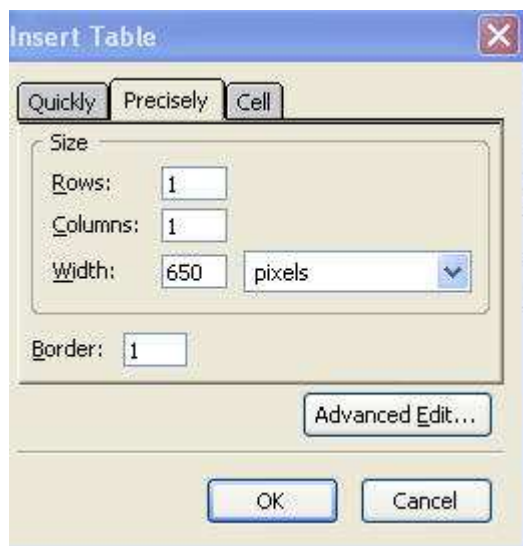 Insert Table
Quickly Precisely Cell
Size
Rows: 1
Columns: 1
Width: 650 pixels
Border: 1
Advanced Edit...
OK Cancel